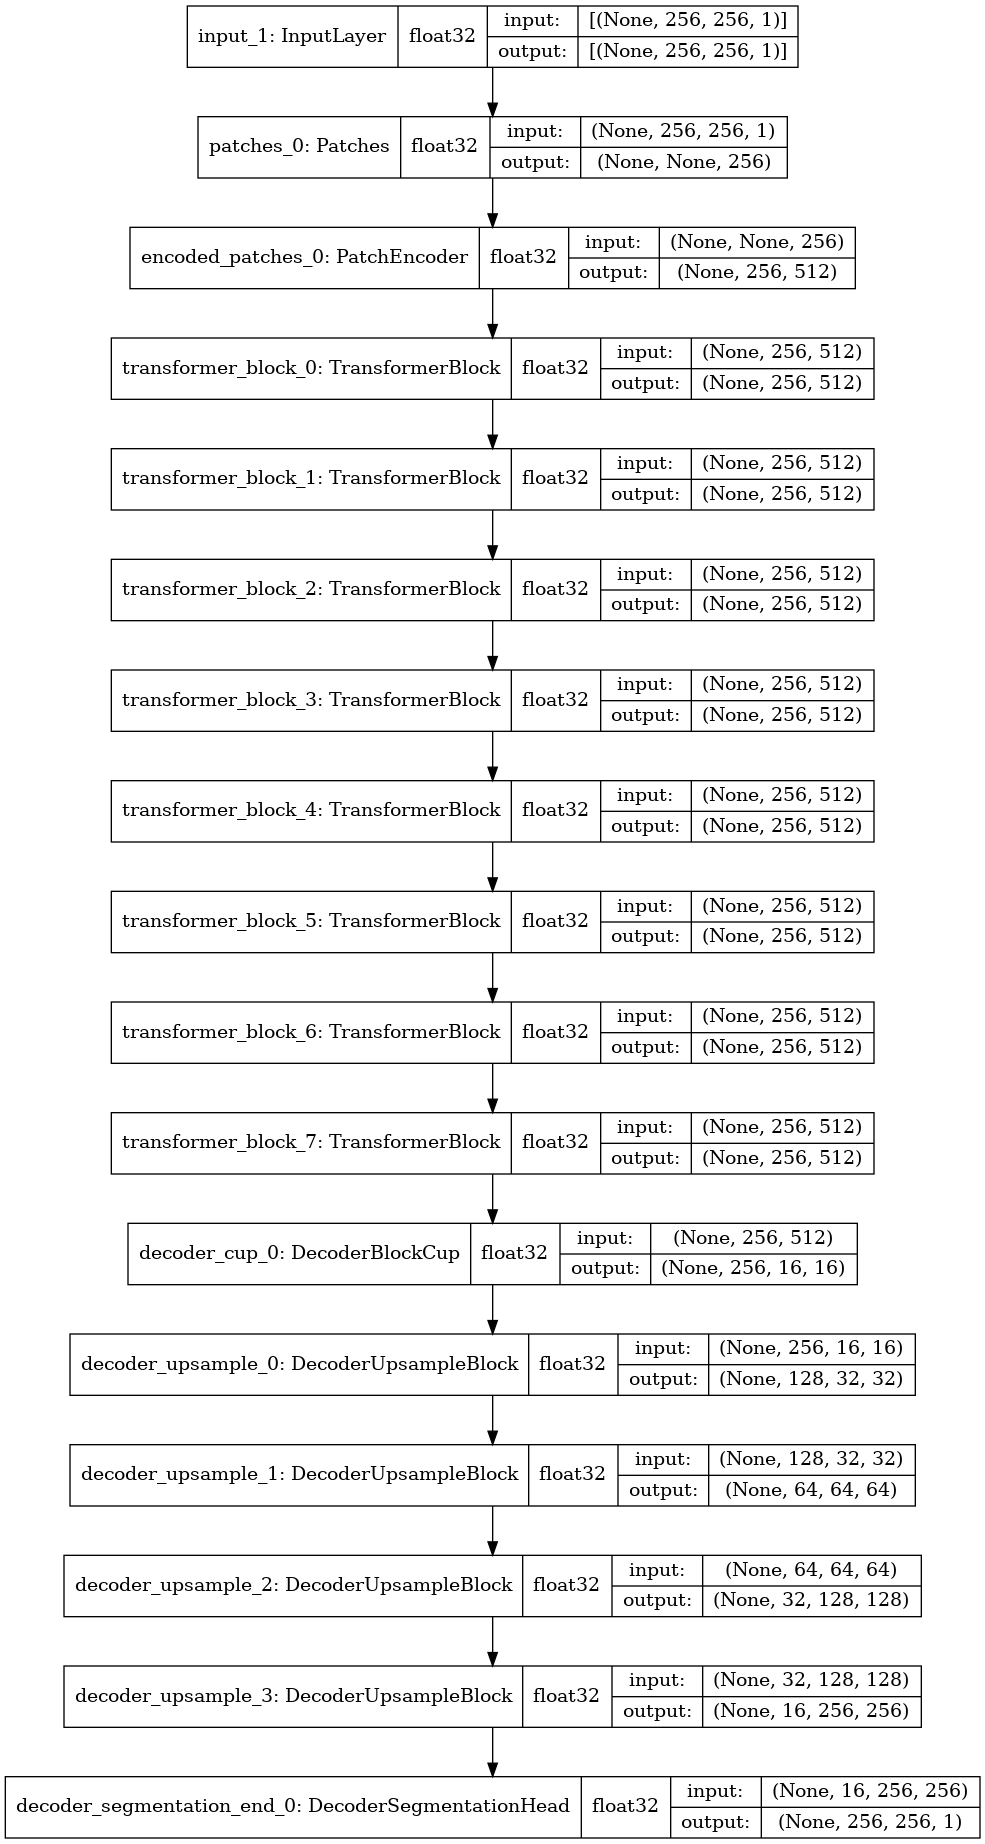 input_1: InputLayer float32 input: [(None, 256, 256, 1)]
output: [(None, 256, 256, 1)]
patches_0: Patches float32 input: (None, 256, 256, 1)
output: (None, None, 256)
encoded_patches_0: PatchEncoder float32 input: (None, None, 256)
output: (None, 256, 512)
transformer_block_0: TransformerBlock float32 input: (None, 256, 512)
output: (None, 256, 512)
transformer_block_1: TransformerBlock float32 input: (None, 256, 512)
output: (None, 256, 512)
transformer_block_2: TransformerBlock float32 input: (None, 256, 512)
output: (None, 256, 512)
transformer_block_3: TransformerBlock float32 input: (None, 256, 512)
output: (None, 256, 512)
transformer_block_4: TransformerBlock float32 input: (None, 256, 512)
output: (None, 256, 512)
transformer_block_5: TransformerBlock float32 input: (None, 256, 512)
output: (None, 256, 512)
transformer_block_6: TransformerBlock float32 input: (None, 256, 512)
output: (None, 256, 512)
transformer_block_7: TransformerBlock float32 input: (None, 256, 512)
output: (None, 256, 512)
decoder_cup_0: DecoderBlockCup float32 input: (None, 256, 512)
output: (None, 256, 16, 16)
decoder_upsample_0: DecoderUpsampleBlock float32 input: (None, 256, 16, 16)
output: (None, 128, 32, 32)
decoder_upsample_1: DecoderUpsampleBlock float32 input: (None, 128, 32, 32)
output: (None, 64, 64, 64)
decoder_upsample_2: DecoderUpsampleBlock float32 input: (None, 64, 64, 64)
output: (None, 32, 128, 128)
decoder_upsample_3: DecoderUpsampleBlock float32 input: (None, 32, 128, 128)
output: (None, 16, 256, 256)
decoder_segmentation_end_0: DecoderSegmentationHead float32 input: (None, 16, 256, 256)
output: (None, 256, 256, 1)